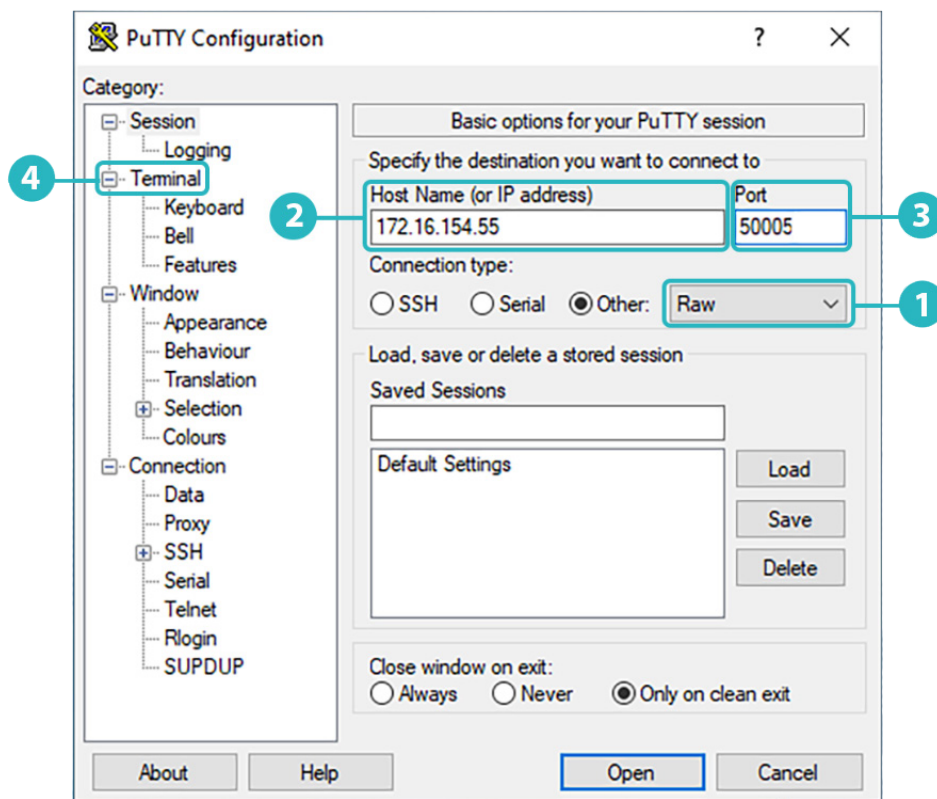 PuTTY Configuration ? ×
Category:
Session
Logging
4 Terminal
Keyboard
Bell
Features
Window
Appearance
Behaviour
Translation
Selection
Colours
Connection
Data
Proxy
SSH
Serial
Telnet
Rlogin
SUPDUP
Basic options for your PuTTY session
Specify the destination you want to connect to
Host Name (or IP address) Port
2 172.16.154.55 50005 3
Connection type:
SSH Serial Other: Raw 1
Load, save or delete a stored session
Saved Sessions
Default Settings
Load
Save
Delete
Close window on exit:
Always Never Only on clean exit
About Help Open Cancel